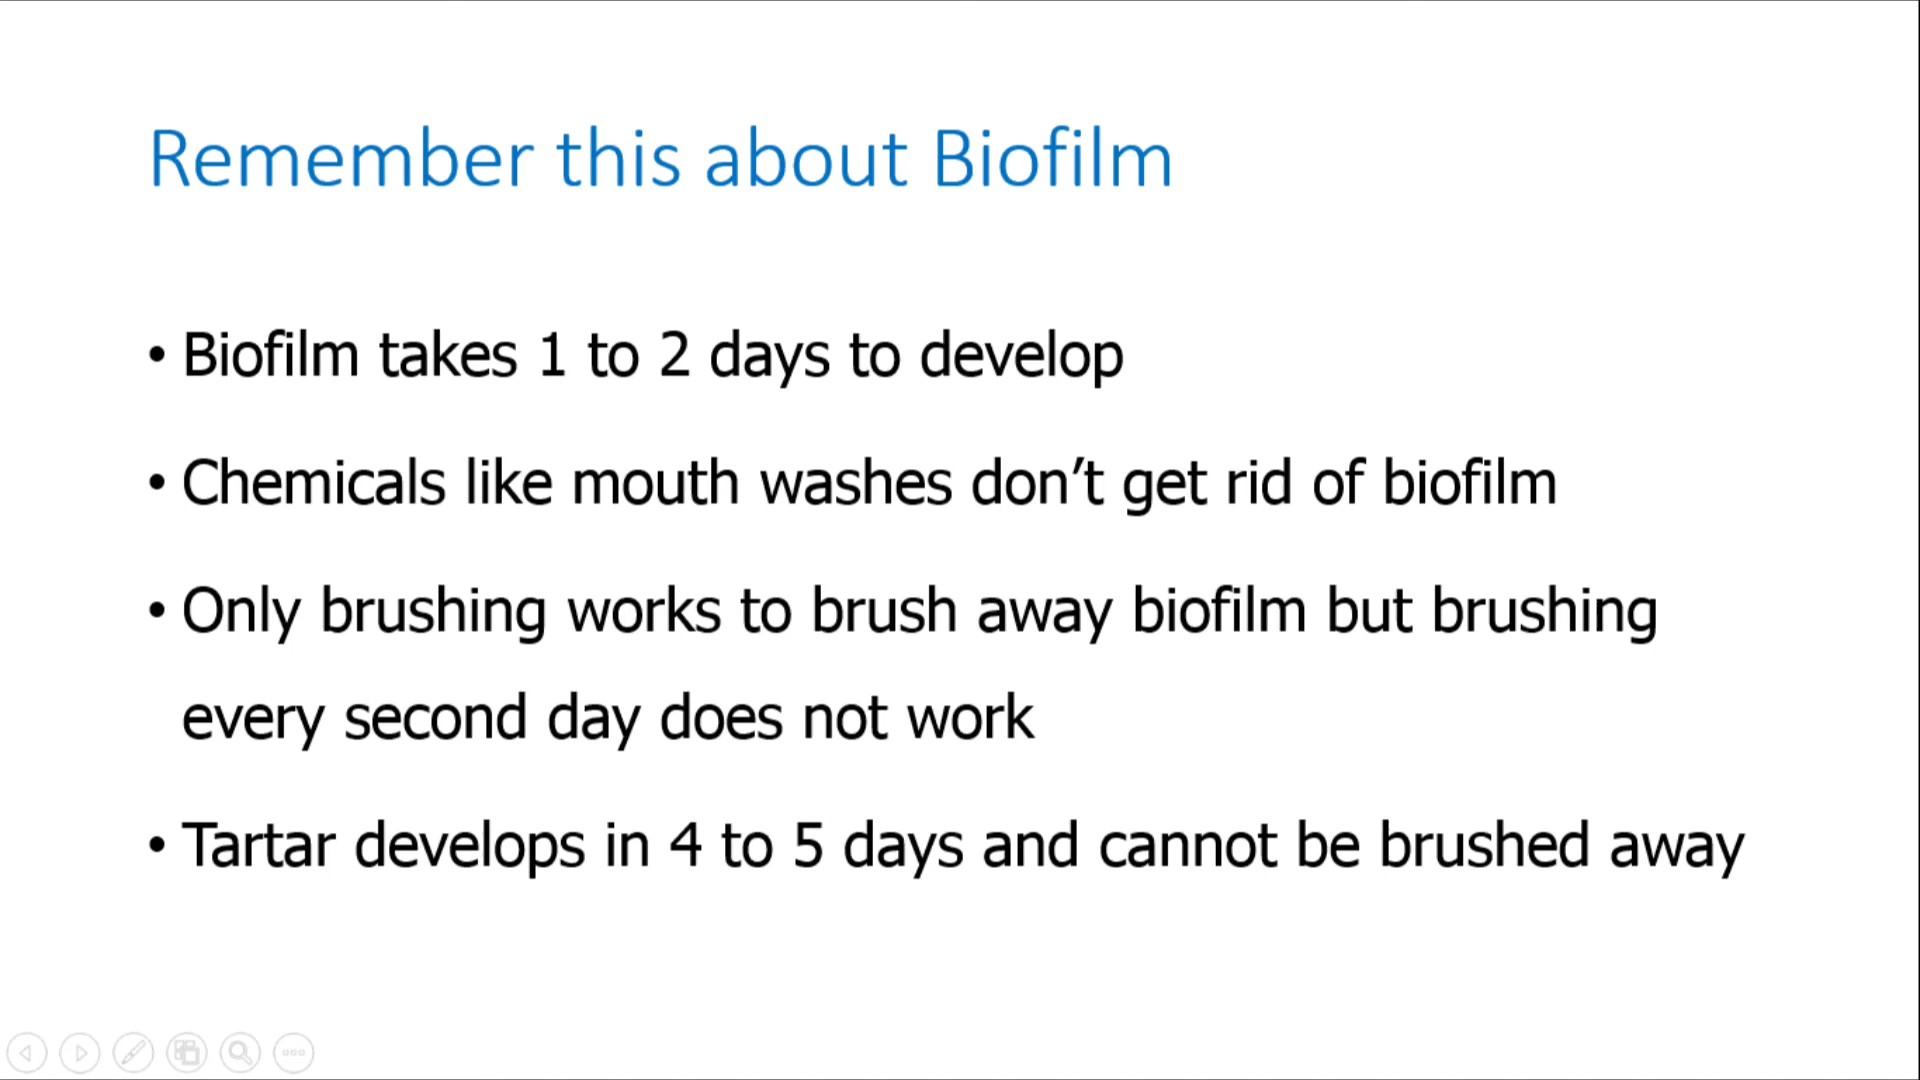 Remember this about Biofilm
• Biofilm takes 1 to 2 days to develop
• Chemicals like mouth washes don’t get rid of biofilm
• Only brushing works to brush away biofilm but brushing
every second day does not work
• Tartar develops in 4 to 5 days and cannot be brushed away